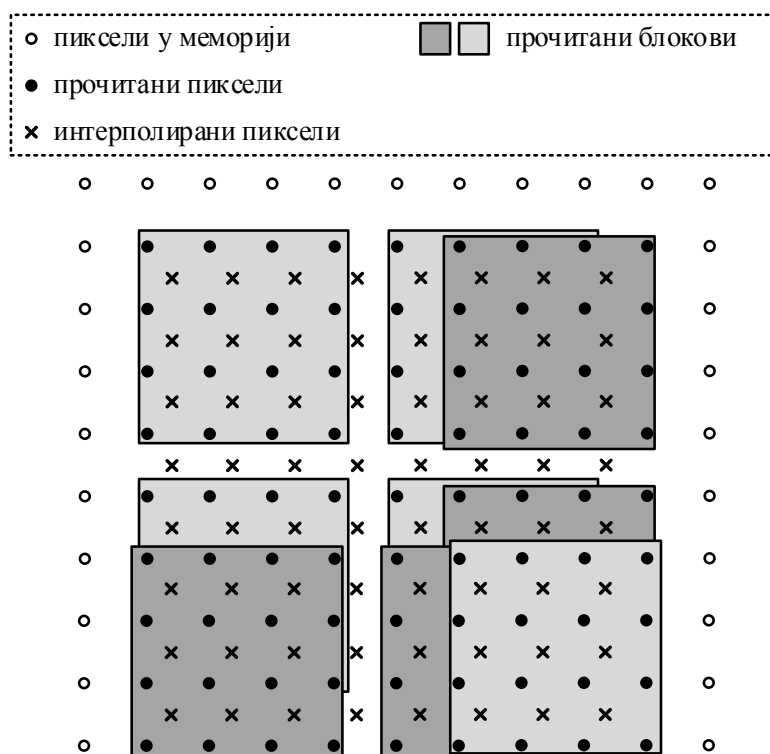 пиксели у меморији
прочитани блокови
прочитани пиксели
интерполирани пиксели